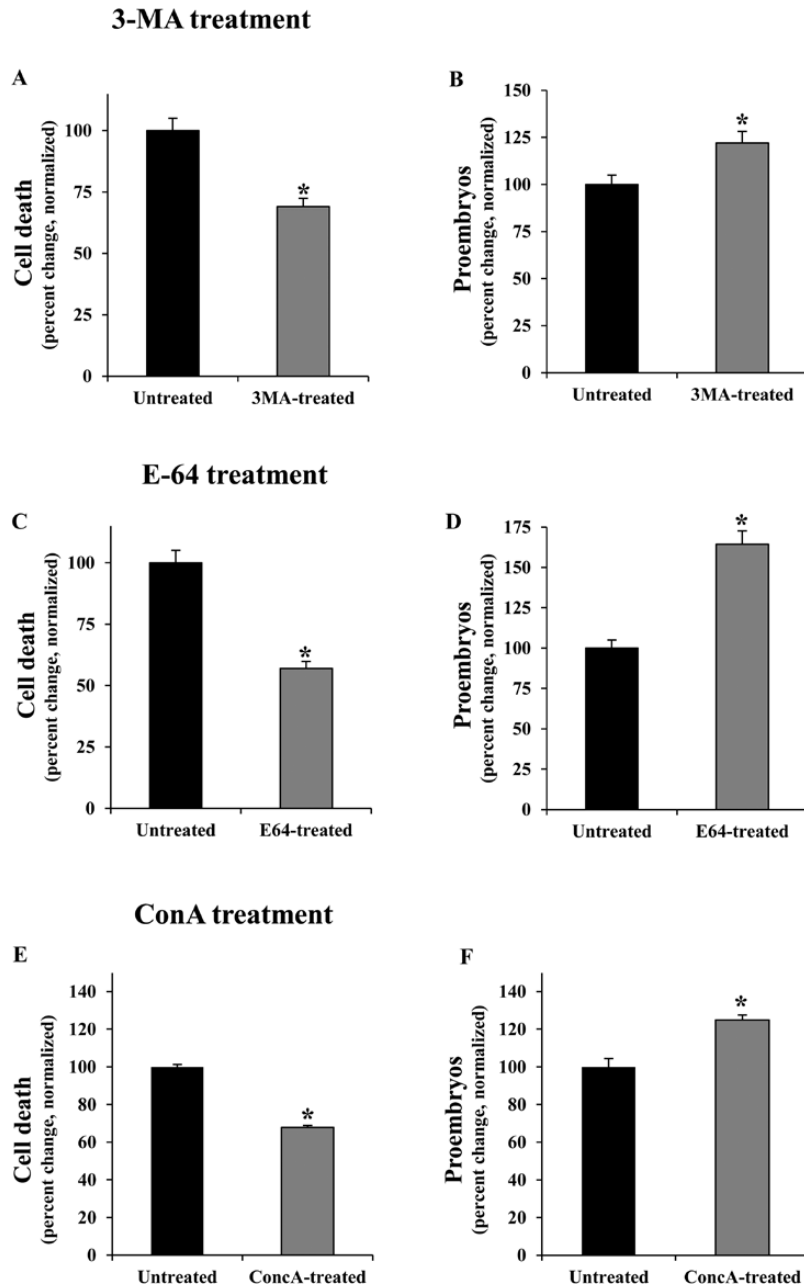 3-MA treatment
A
Cell death
(percent change, normalized)
100
75
50
25
0
*
Untreated
3MA-treated
B
Proembryos
(percent change, normalized)
150
125
100
75
50
25
0
*
Untreated
3MA-treated
E-64 treatment
C
Cell death
(percent change, normalized)
100
75
50
25
0
*
Untreated
E64-treated
D
Proembryos
(percent change, normalized)
175
150
125
100
75
50
25
0
*
Untreated
E64-treated
ConA treatment
E
Cell death
(percent change, normalized)
140
120
100
80
60
40
20
0
*
Untreated
ConcA-treated
F
Proembryos
(percent change, normalized)
140
120
100
80
60
40
20
0
*
Untreated
ConcA-treated